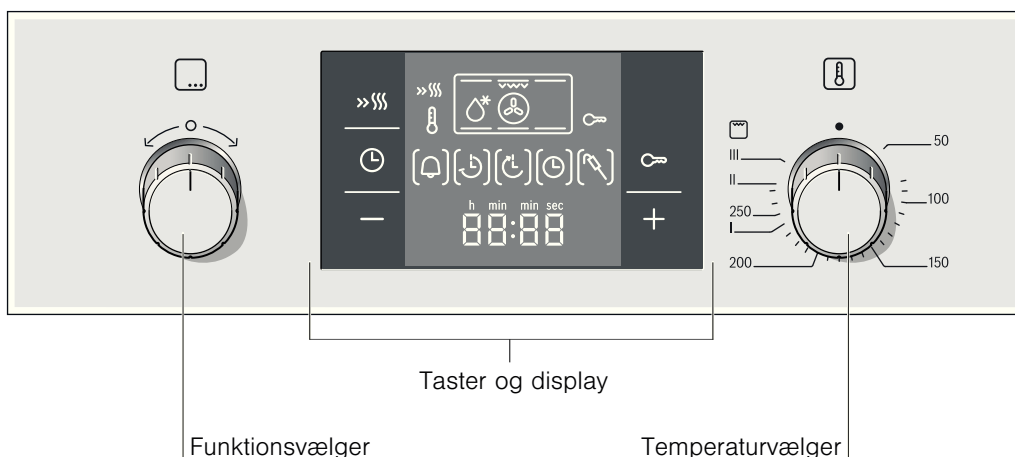 h min min sec
88:88
50
100
150
200
250
I
II
III
Taster og display
Funktionsvælger
Temperaturvælger